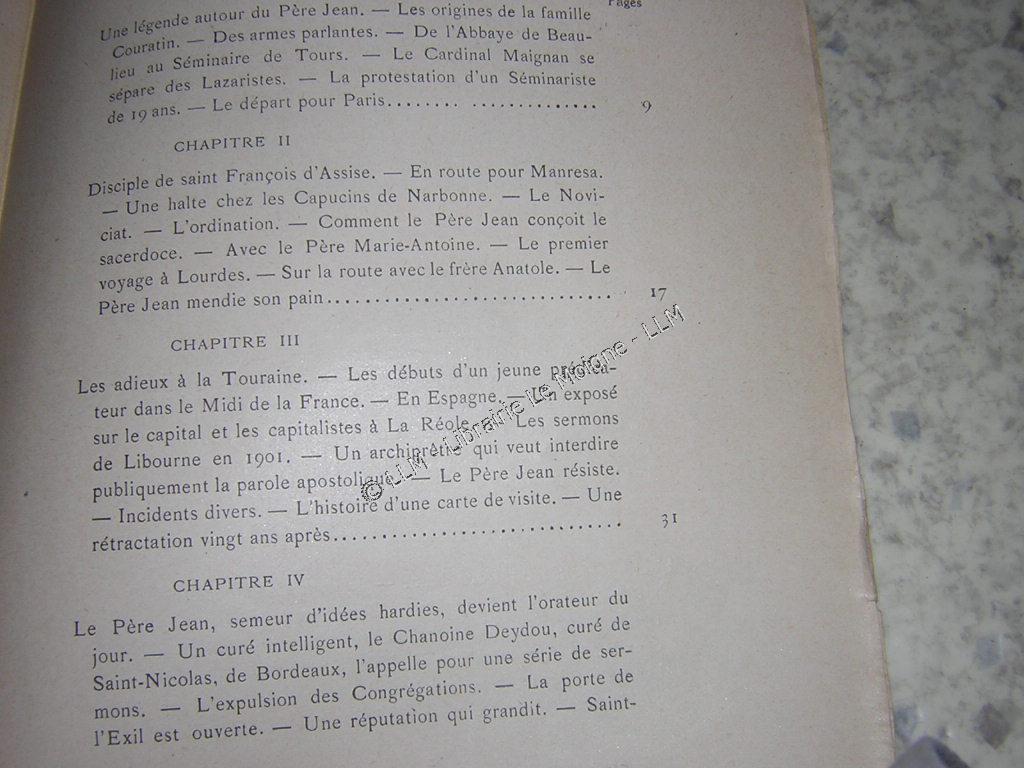 Pages
Une légende autour du Père Jean. — Les origines de la famille
Couratin. — Des armes parlantes. — De l'Abbaye de Beau-
lieu au Séminaire de Tours. — Le Cardinal Maignan se
sépare des Lazaristes. — La protestation d'un Séminariste
de 19 ans. — Le départ pour Paris........ .............. 9
CHAPITRE II
Disciple de saint François d'Assise. — En route pour Manresa.
— Une halte chez les Capucins de Narbonne. — Le Novi-
ciat. — L'ordination. — Comment le Père Jean conçoit le
sacerdoce. — Avec le Père Marie-Antoine. — Le premier
voyage à Lourdes. — Sur la route avec le frère Anatole. — Le
Père Jean mendie son pain.............................. 17
CHAPITRE III
Les adieux à la Touraine. — Les débuts d'un jeune prédica-
teur dans le Midi de la France. — En Espagne. — Un exposé
sur le capital et les capitalistes à La Réole. — Les sermons
de Libourne en 1901. — Un archiprêtre qui veut interdire
publiquement la parole apostolique. — Le Père Jean résiste.
— Incidents divers. — L'histoire d'une carte de visite. — Une
rétractation vingt ans après.............................. 31
CHAPITRE IV
Le Père Jean, semeur d'idées hardies, devient l'orateur du
jour. — Un curé intelligent, le Chanoine Deydou, curé de
Saint-Nicolas, de Bordeaux, l'appelle pour une série de ser-
mons. — L'expulsion des Congrégations. — La porte de
l'Exil est ouverte. — Une réputation qui grandit. — Saint-
© LLM - Librairie Le Moigne - LLM